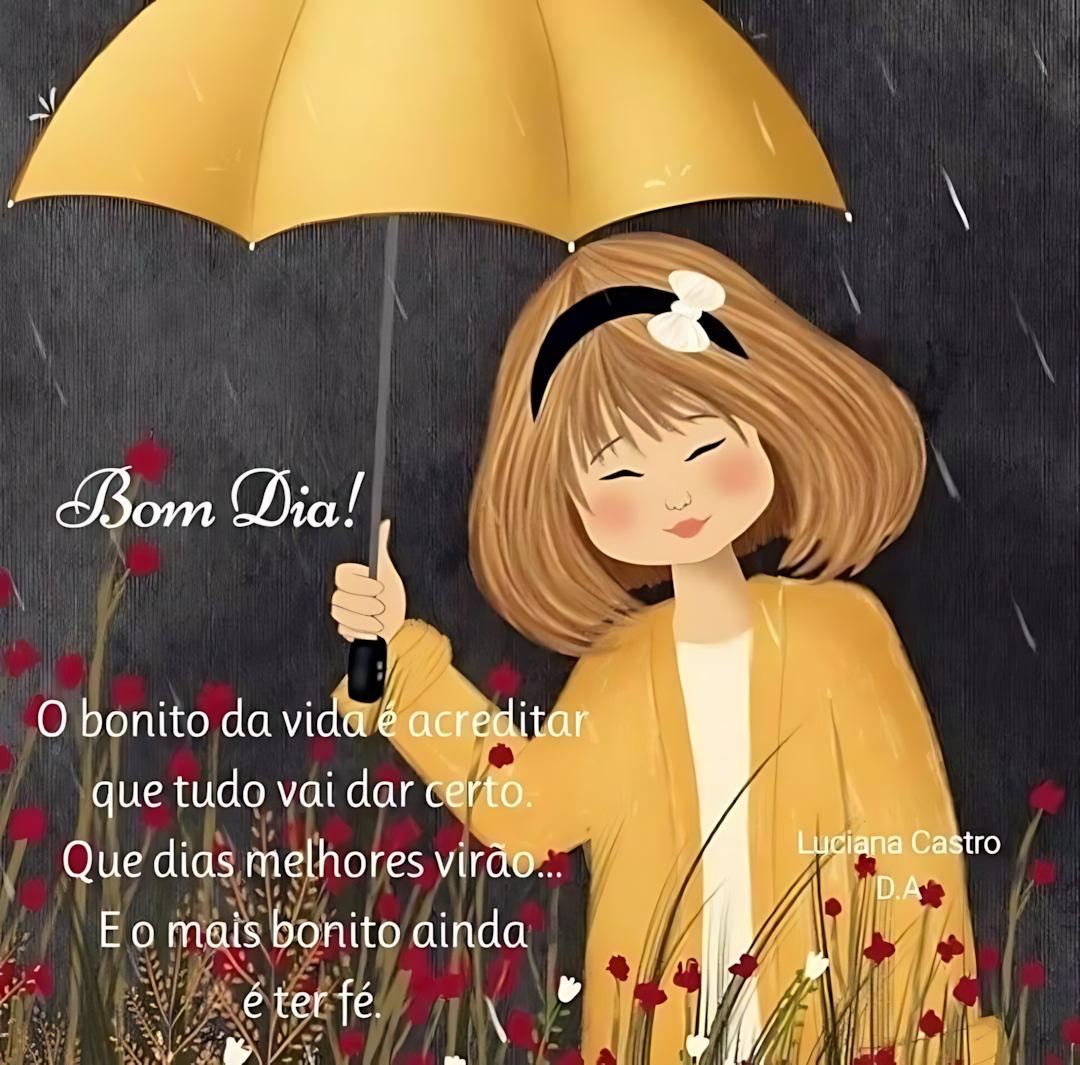 Bom Dia!
O bonito da vida é acreditar
que tudo vai dar certo.
Que dias melhores virão...
E o mais bonito ainda
é ter fé.
Luciana Castro
D.A